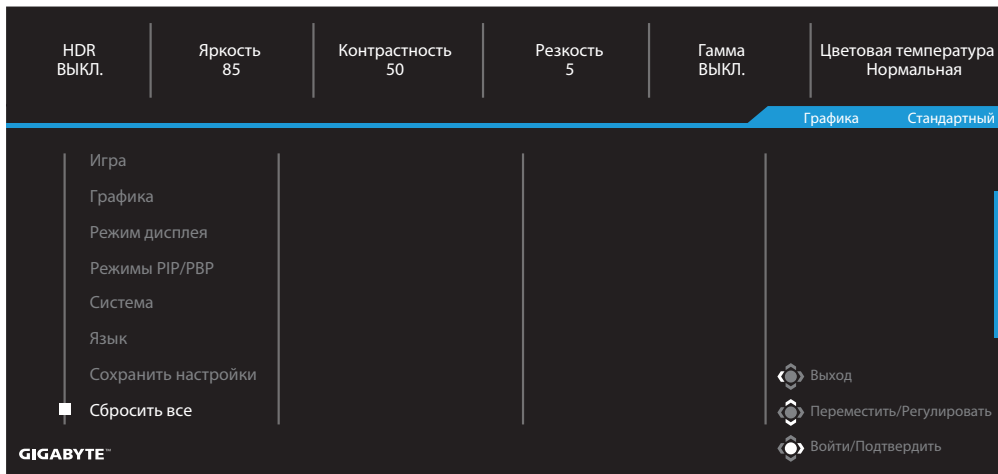 HDR
ВЫКЛ.
Яркость
85
Контрастность
50
Резкость
5
Гамма
ВЫКЛ.
Цветовая температура
Нормальная
Графика Стандартный
Игра
Графика
Режим дисплея
Режимы PIP/PBP
Система
Язык
Сохранить настройки
Сбросить все
Выход
Переместить/Регулировать
Войти/Подтвердить
GIGABYTE™